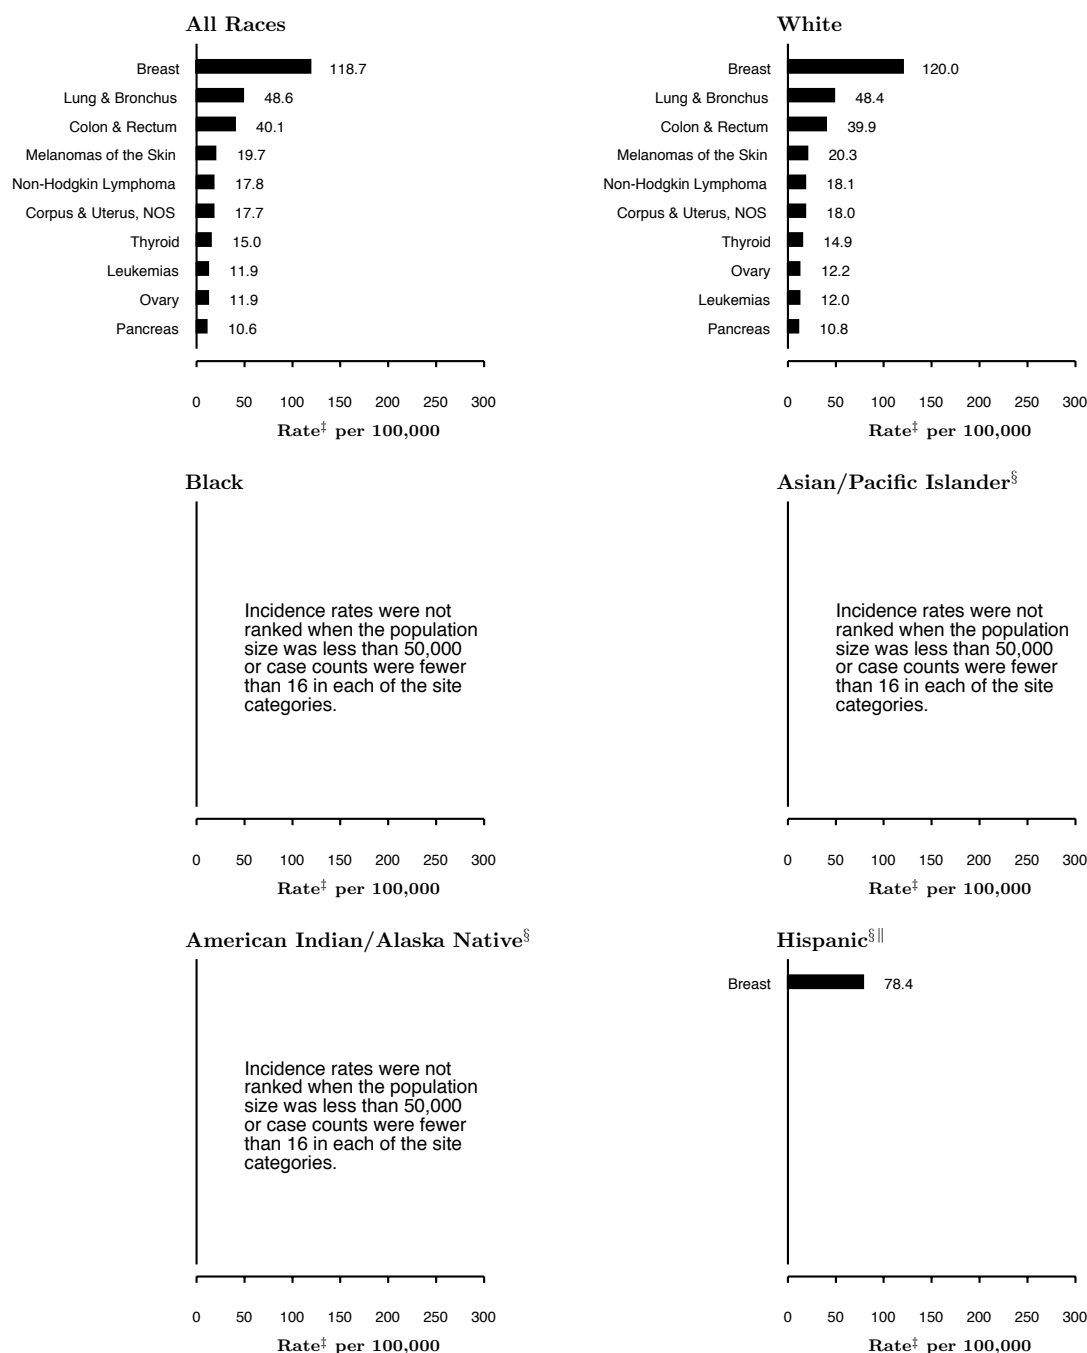 All Races
Breast 118.7
Lung & Bronchus 48.6
Colon & Rectum 40.1
Melanomas of the Skin 19.7
Non-Hodgkin Lymphoma 17.8
Corpus & Uterus, NOS 17.7
Thyroid 15.0
Leukemias 11.9
Ovary 11.9
Pancreas 10.6
0 50 100 150 200 250 300
Rate‡ per 100,000
White
Breast 120.0
Lung & Bronchus 48.4
Colon & Rectum 39.9
Melanomas of the Skin 20.3
Non-Hodgkin Lymphoma 18.1
Corpus & Uterus, NOS 18.0
Thyroid 14.9
Ovary 12.2
Leukemias 12.0
Pancreas 10.8
0 50 100 150 200 250 300
Rate‡ per 100,000
Black
Incidence rates were not
ranked when the population
size was less than 50,000
or case counts were fewer
than 16 in each of the site
categories.
0 50 100 150 200 250 300
Rate‡ per 100,000
Asian/Pacific Islander§
Incidence rates were not
ranked when the population
size was less than 50,000
or case counts were fewer
than 16 in each of the site
categories.
0 50 100 150 200 250 300
Rate‡ per 100,000
American Indian/Alaska Native§
Incidence rates were not
ranked when the population
size was less than 50,000
or case counts were fewer
than 16 in each of the site
categories.
0 50 100 150 200 250 300
Rate‡ per 100,000
Hispanic§‖
Breast 78.4
0 50 100 150 200 250 300
Rate‡ per 100,000